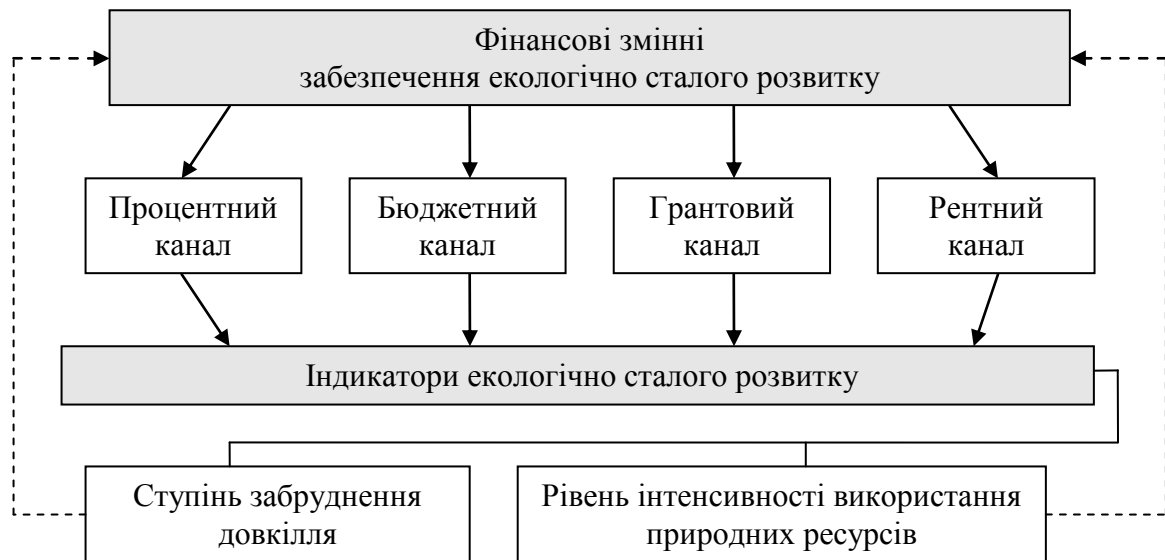 Фінансові змінні
забезпечення екологічно сталого розвитку
Процентний
канал
Бюджетний
канал
Грантовий
канал
Рентний
канал
Індикатори екологічно сталого розвитку
Ступінь забруднення
довкілля
Рівень інтенсивності використання
природних ресурсів